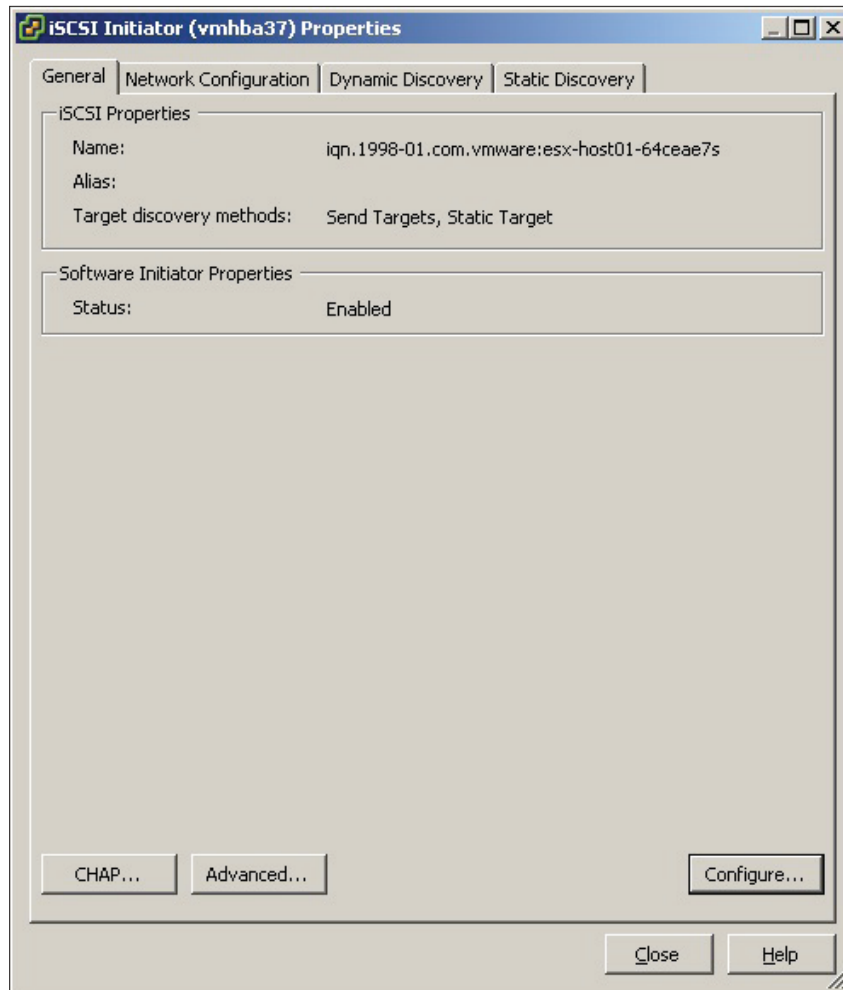 iSCSI Initiator (vmhba37) Properties
General Network Configuration Dynamic Discovery Static Discovery
iSCSI Properties
Name: iqn.1998-01.com.vmware:esx-host01-64ceae7s
Alias:
Target discovery methods: Send Targets, Static Target
Software Initiator Properties
Status: Enabled
CHAP... Advanced... Configure...
Close Help